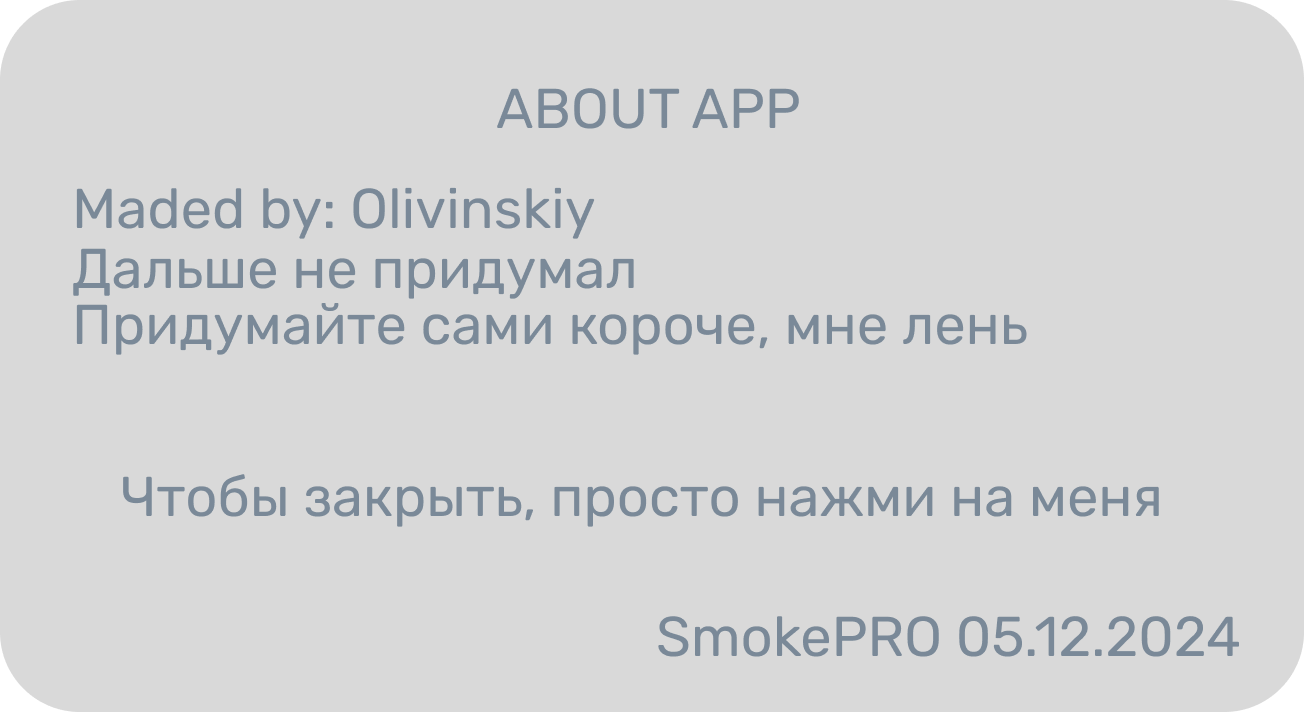 ABOUT APP
Maded by: Olivinskiy
Дальше не придумал
Придумайте сами короче, мне лень
Чтобы закрыть, просто нажми на меня
SmokePRO 05.12.2024